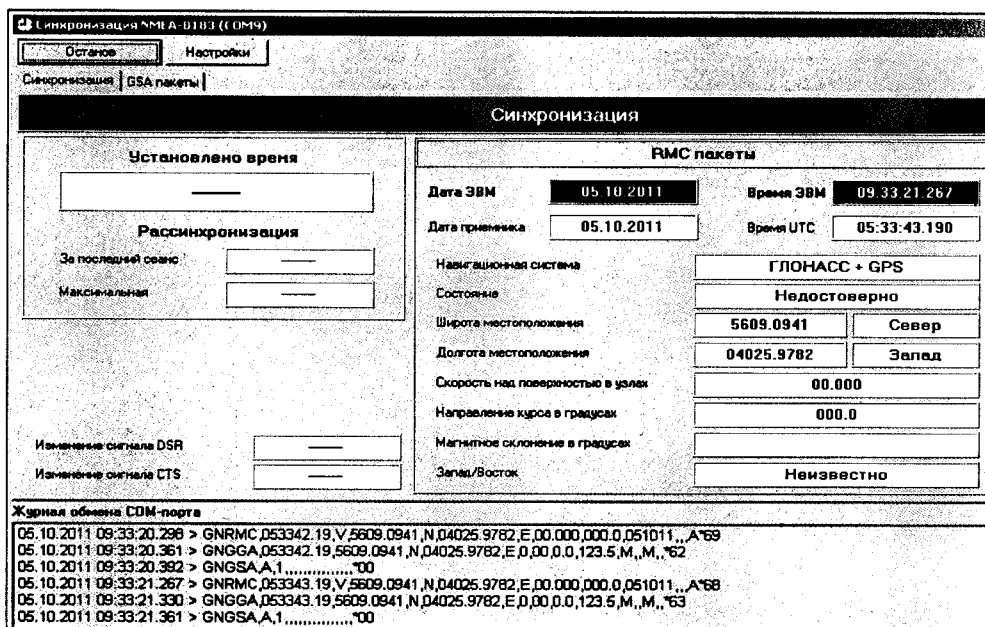 Синхронизация NMEA-0183 (COM9)
Останов Настройки
Синхронизация GSA пакеты
Синхронизация
Установлено время
Рассинхронизация
За последний сеанс
Максимальная
Изменение сигнала DSR
Изменение сигнала CTS
RMC пакеты
Дата ЭВМ 05.10.2011 Время ЭВМ 09.33.21.267
Дата приемника 05.10.2011 Время UTC 05:33:43.190
Навигационная система ГЛОНАСС + GPS
Состояние Недостоверно
Широта местоположения 5609.0941 Север
Долгота местоположения 04025.9782 Запад
Скорость над поверхностью в узлах 00.000
Направление курса в градусах 000.0
Магнитное склонение в градусах
Запад/Восток Неизвестно
Журнал обмена COM-порта
05.10.2011 09:33:20.298 > GNRMC,053342.19,V,5609.0941,N,04025.9782,E,00.000,000.0,051011,,,A*69
05.10.2011 09:33:20.361 > GNGGA,053342.19,5609.0941,N,04025.9782,E,0,00,0.0,123.5,M,,M,,*62
05.10.2011 09:33:20.392 > GNGSA,A,1,,,,,,,,,,,,,,,*00
05.10.2011 09:33:21.267 > GNRMC,053343.19,V,5609.0941,N,04025.9782,E,00.000,000.0,051011,,,A*68
05.10.2011 09:33:21.330 > GNGGA,053343.19,5609.0941,N,04025.9782,E,0,00,0.0,123.5,M,,M,,*63
05.10.2011 09:33:21.361 > GNGSA,A,1,,,,,,,,,,,,,,,*00